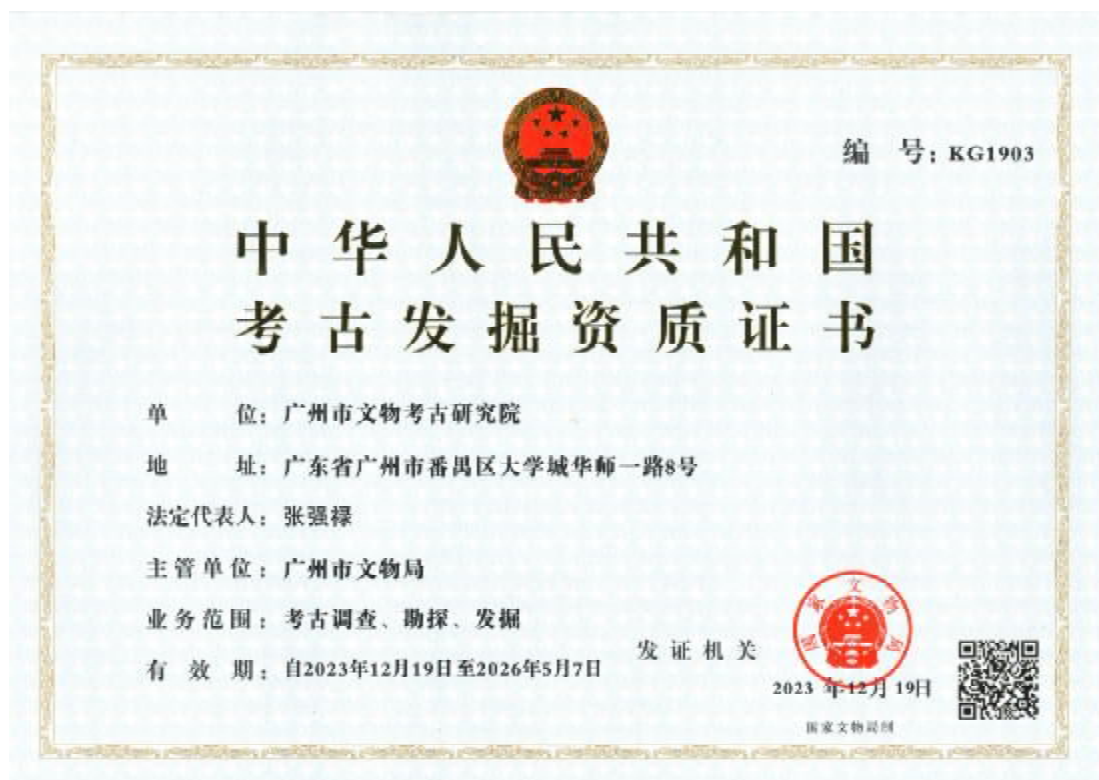 编 号：KG1903
中华人民共和国
考古发掘资质证书
单 位：广州市文物考古研究院
地 址：广东省广州市番禺区大学城华师一路8号
法定代表人：张强禄
主管单位：广州市文物局
业务范围：考古调查、勘探、发掘
有 效 期：自2023年12月19日至2026年5月7日
发证机关
国家文物局
2023 年12月 19日
国家文物局制